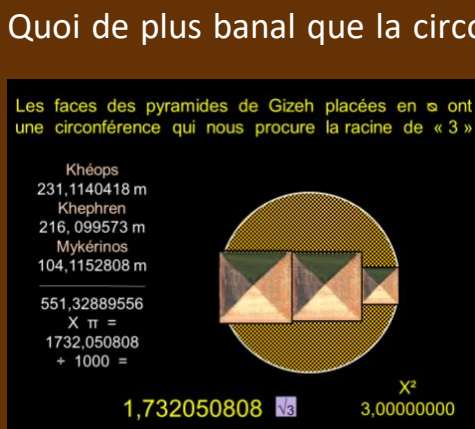 Quoi de plus banal que la circo
Les faces des pyramides de Gizeh placées en ᴓ ont
une circonférence qui nous procure la racine de « 3 »
Khéops
231,1140418 m
Khephren
216, 099573 m
Mykérinos
104,1152808 m
551,32889556
X π =
1732,050808
÷ 1000 =
1,732050808 √3
X²
3,00000000